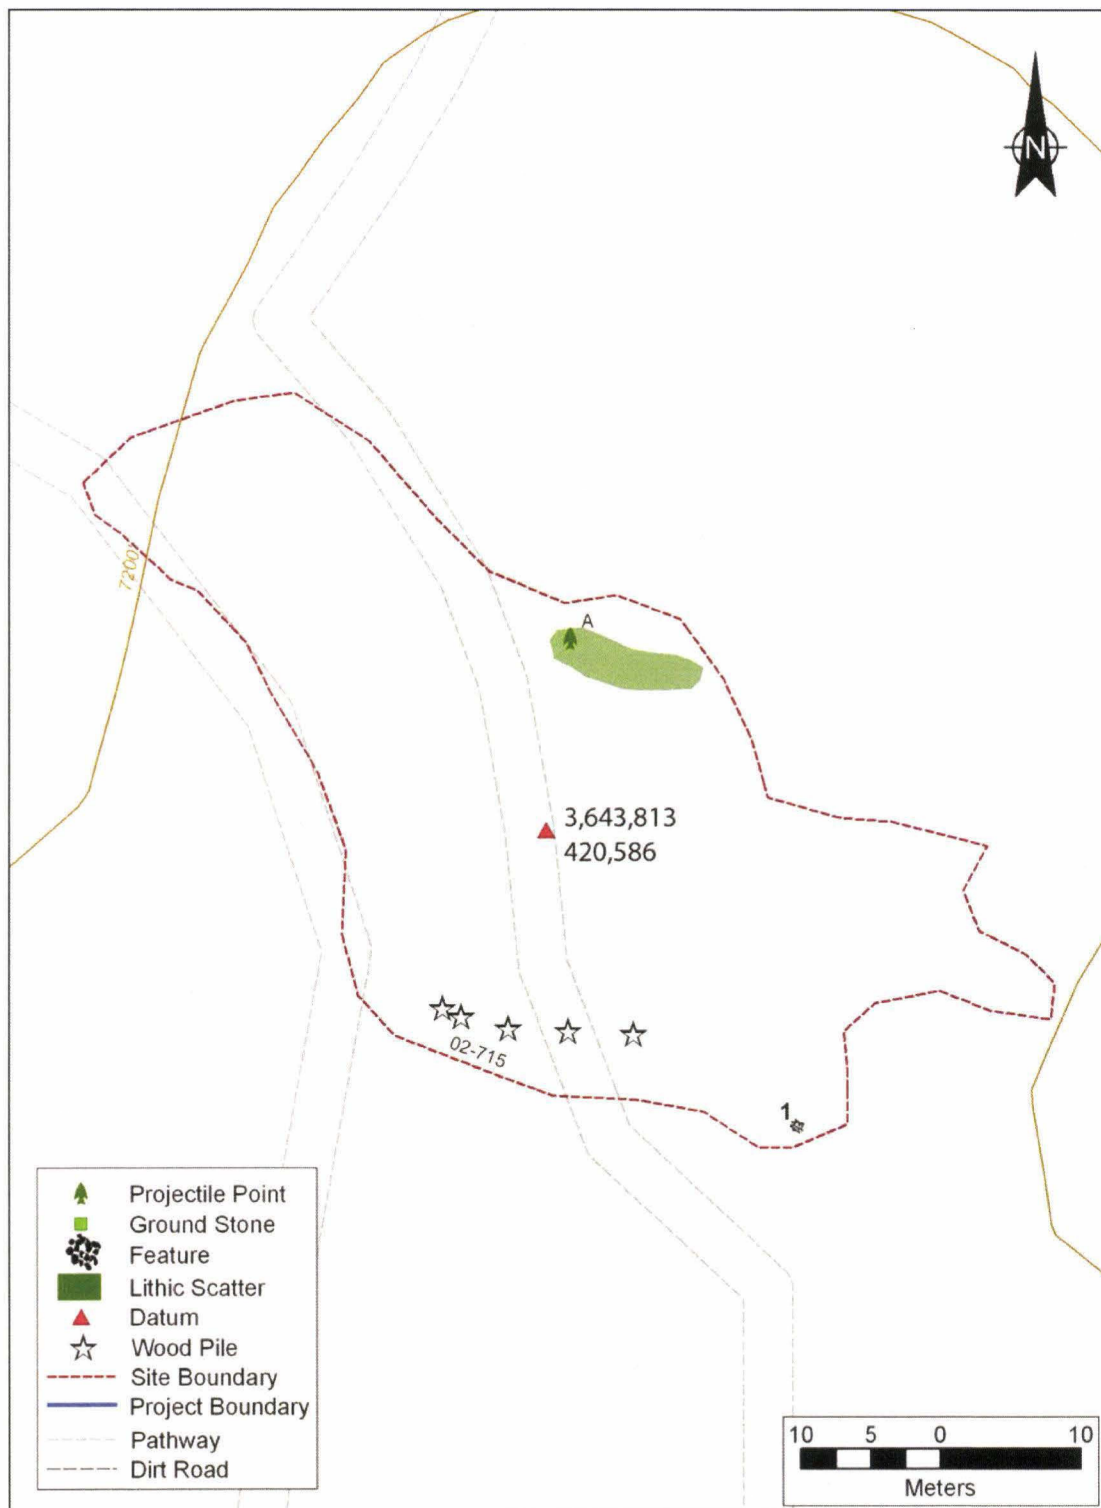 N
7200'
A
3,643,813
420,586
02-715
1
Projectile Point
Ground Stone
Feature
Lithic Scatter
Datum
Wood Pile
Site Boundary
Project Boundary
Pathway
Dirt Road
10 5 0 10
Meters